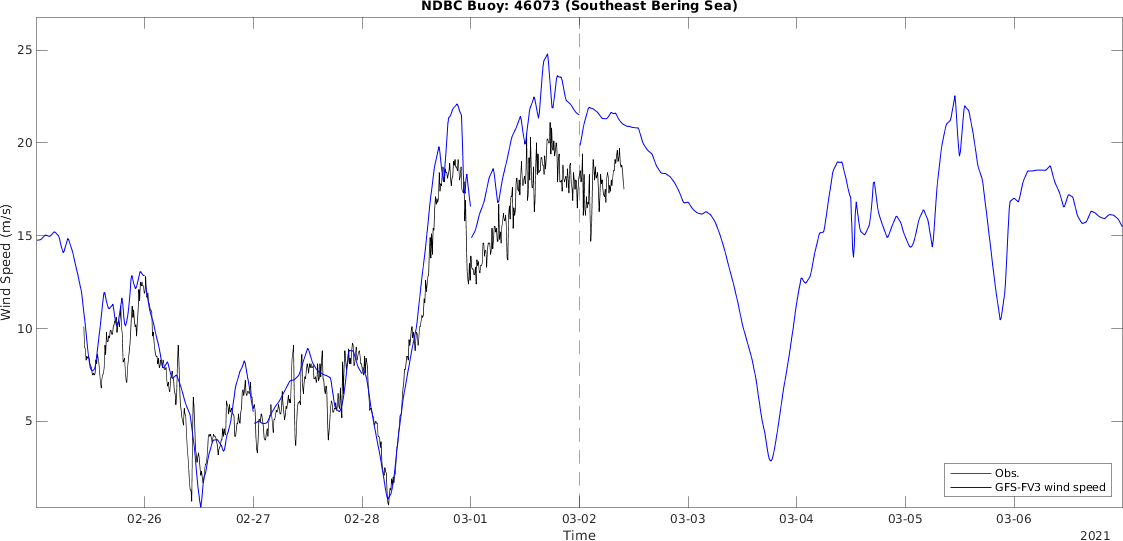 NDBC Buoy: 46073 (Southeast Bering Sea)
Wind Speed (m/s)
25
20
15
10
5
Obs.
GFS-FV3 wind speed
02-26 02-27 02-28 03-01 03-02 03-03 03-04 03-05 03-06
Time
2021